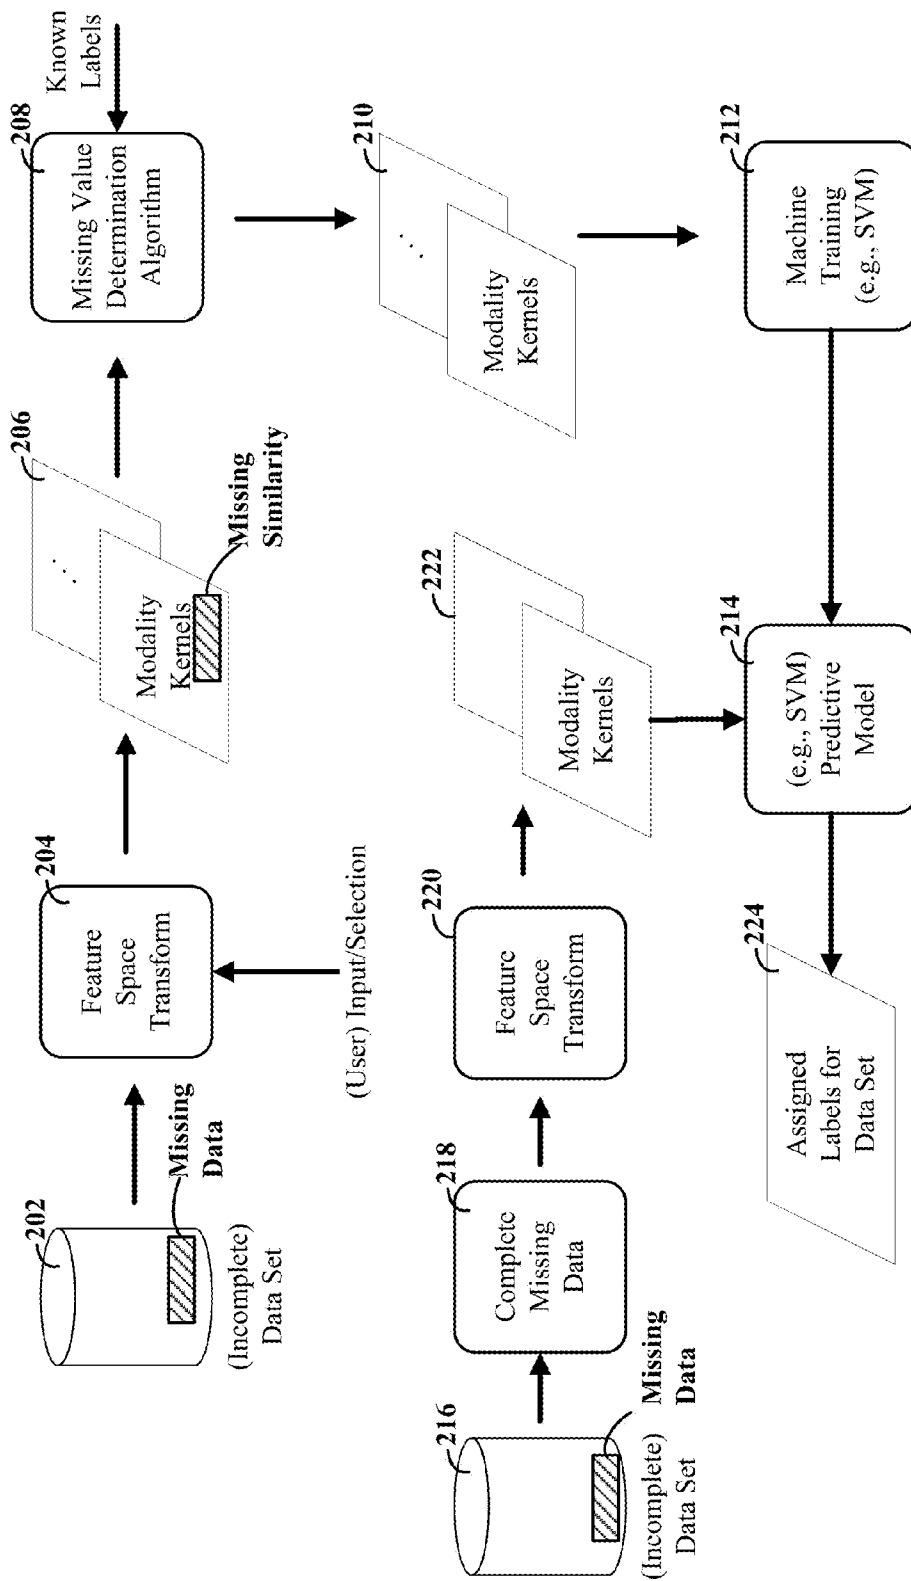 202
Missing
Data
(Incomplete)
Data Set
204
Feature
Space
Transform
(User) Input/Selection
206
. . .
Modality
Kernels
Missing
Similarity
208
Missing Value
Determination
Algorithm
Known
Labels
210
. . .
Modality
Kernels
212
Machine
Training
(e.g., SVM)
216
Missing
Data
(Incomplete)
Data Set
218
Complete
Missing
Data
220
Feature
Space
Transform
222
Modality
Kernels
214
(e.g., SVM)
Predictive
Model
224
Assigned
Labels for
Data Set